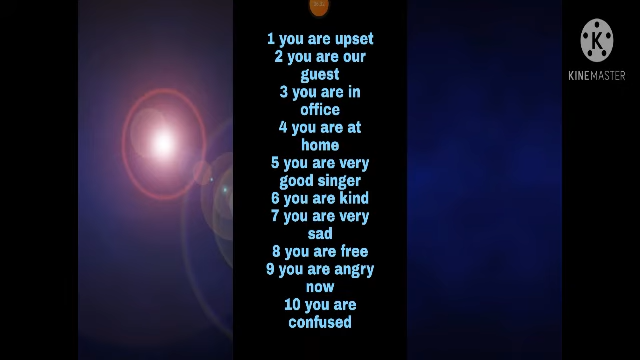 1 you are upset
2 you are our
guest
3 you are in
office
4 you are at
home
5 you are very
good singer
6 you are kind
7 you are very
sad
8 you are free
9 you are angry
now
10 you are
confused
KINEMASTER